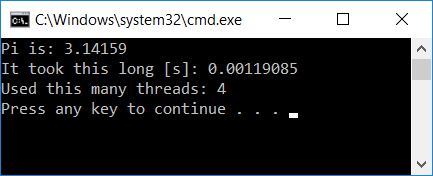 C:\Windows\system32\cmd.exe
Pi is: 3.14159
It took this long [s]: 0.00119085
Used this many threads: 4
Press any key to continue . . .